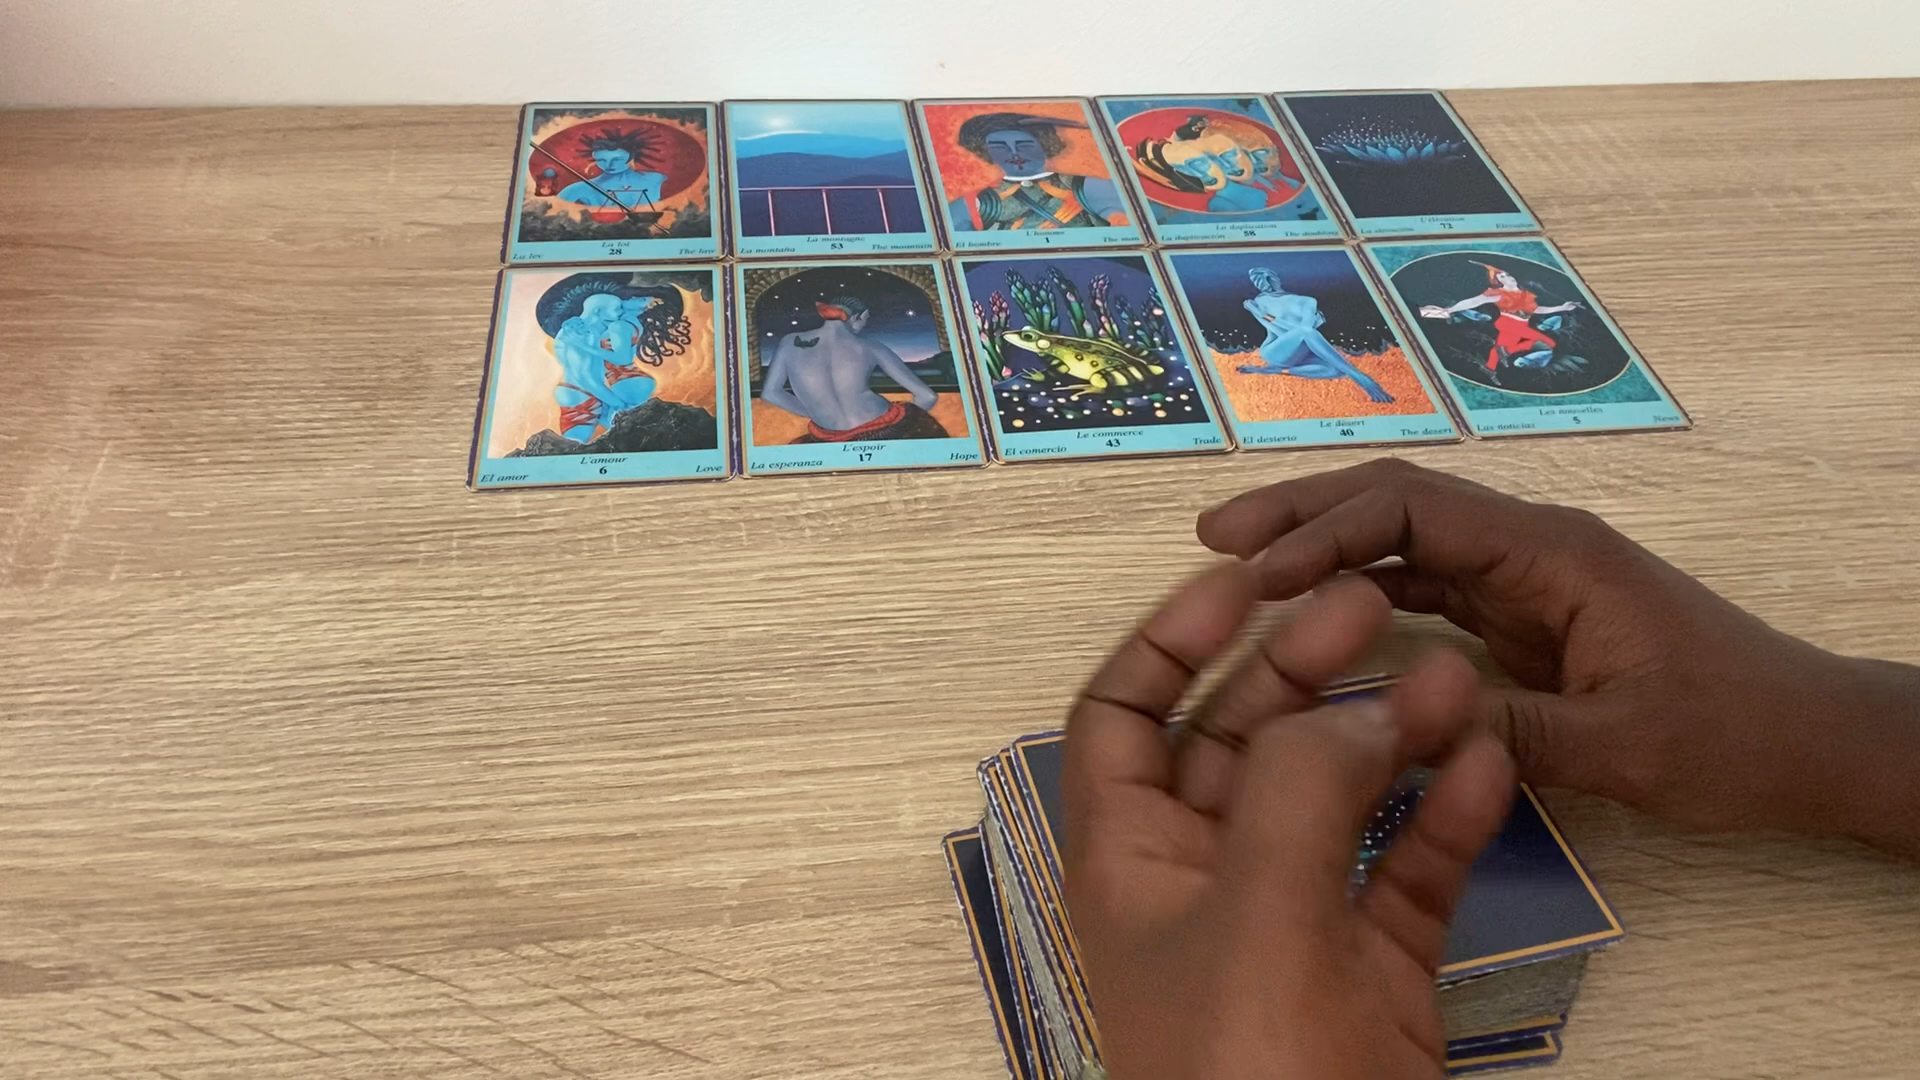 La loi
La ley 28 The law
La montagne
La montaña 53 The mountain
L'homme
El hombre 1 The man
La duplication
La duplicación 58 The doubling
L'élévation
La elevación 72 Elevation
L'amour
El amor 6 Love
L'espoir
La esperanza 17 Hope
Le commerce
El comercio 43 Trade
Le désert
El desierto 40 The desert
Les nouvelles
Las noticias 5 News